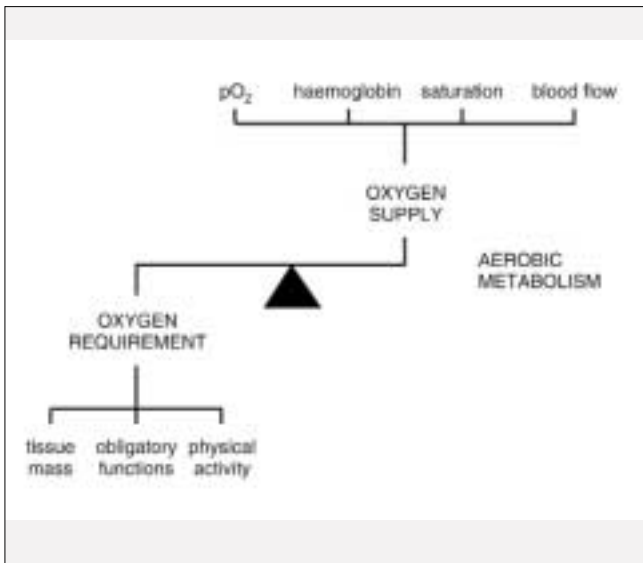 pO2 haemoglobin saturation blood flow
OXYGEN
SUPPLY
AEROBIC
METABOLISM
OXYGEN
REQUIREMENT
tissue obligatory physical
mass functions activity